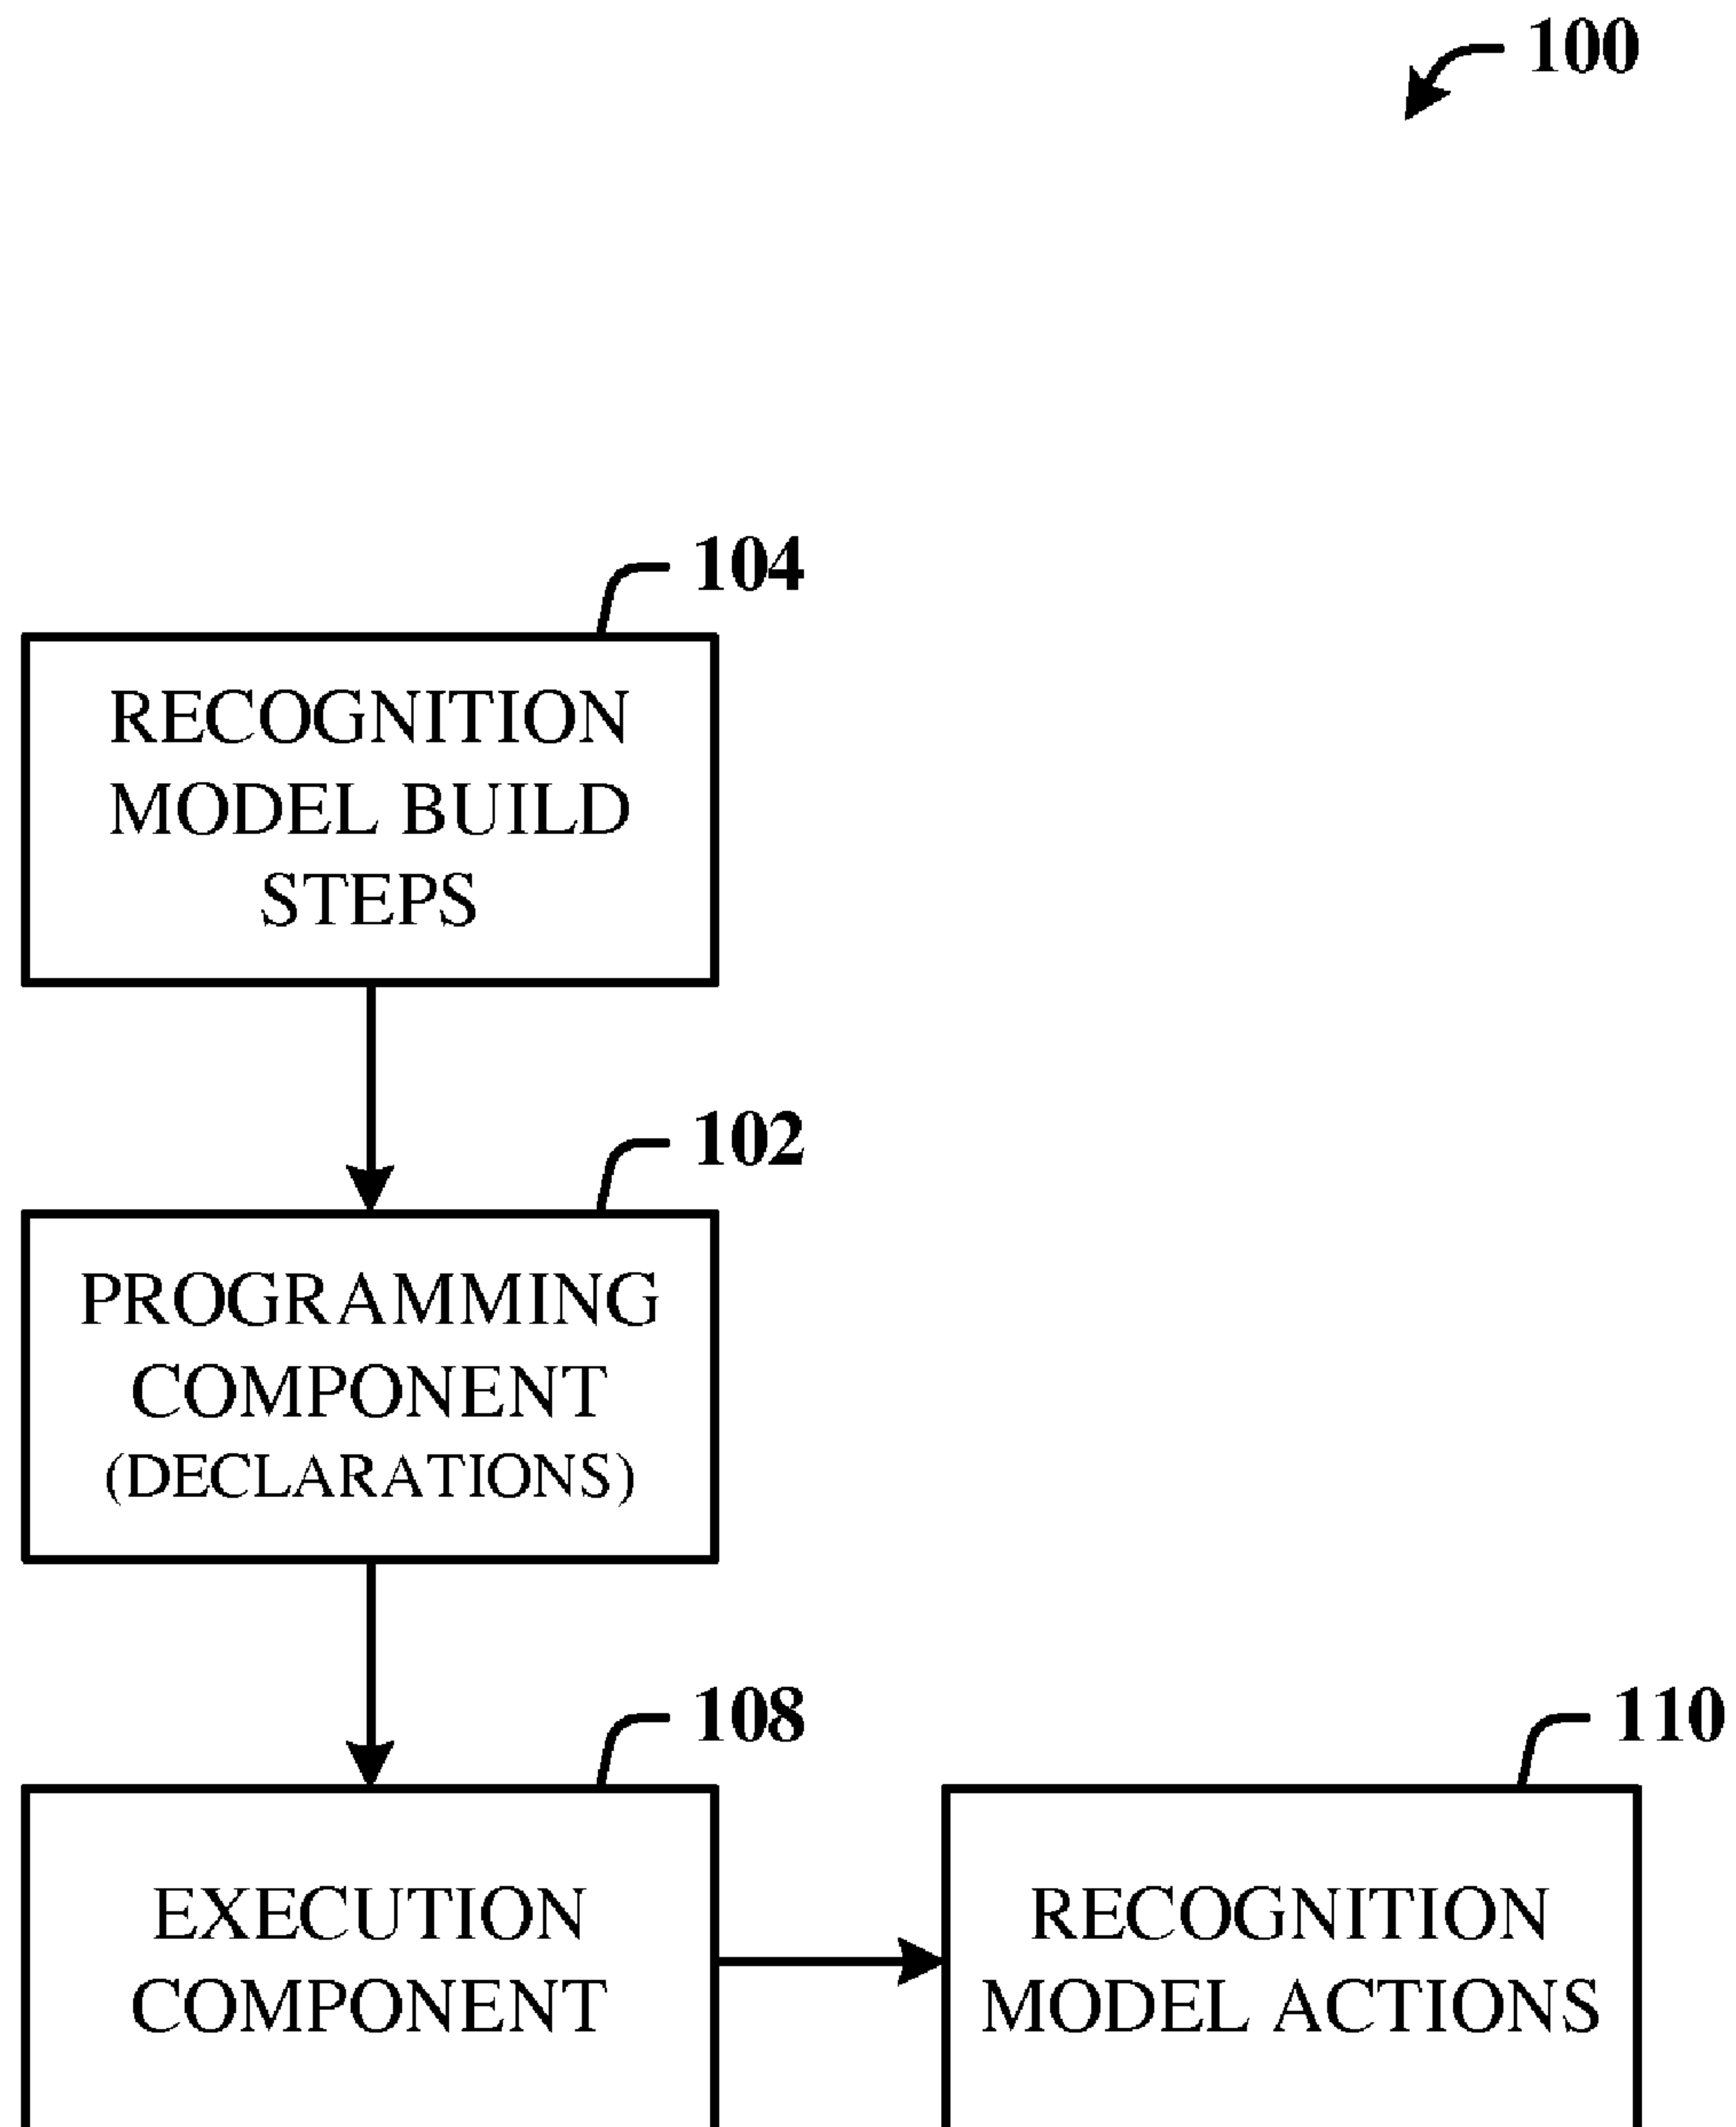 100
104
RECOGNITION
MODEL BUILD
STEPS
102
PROGRAMMING
COMPONENT
(DECLARATIONS)
108
EXECUTION
COMPONENT
110
RECOGNITION
MODEL ACTIONS